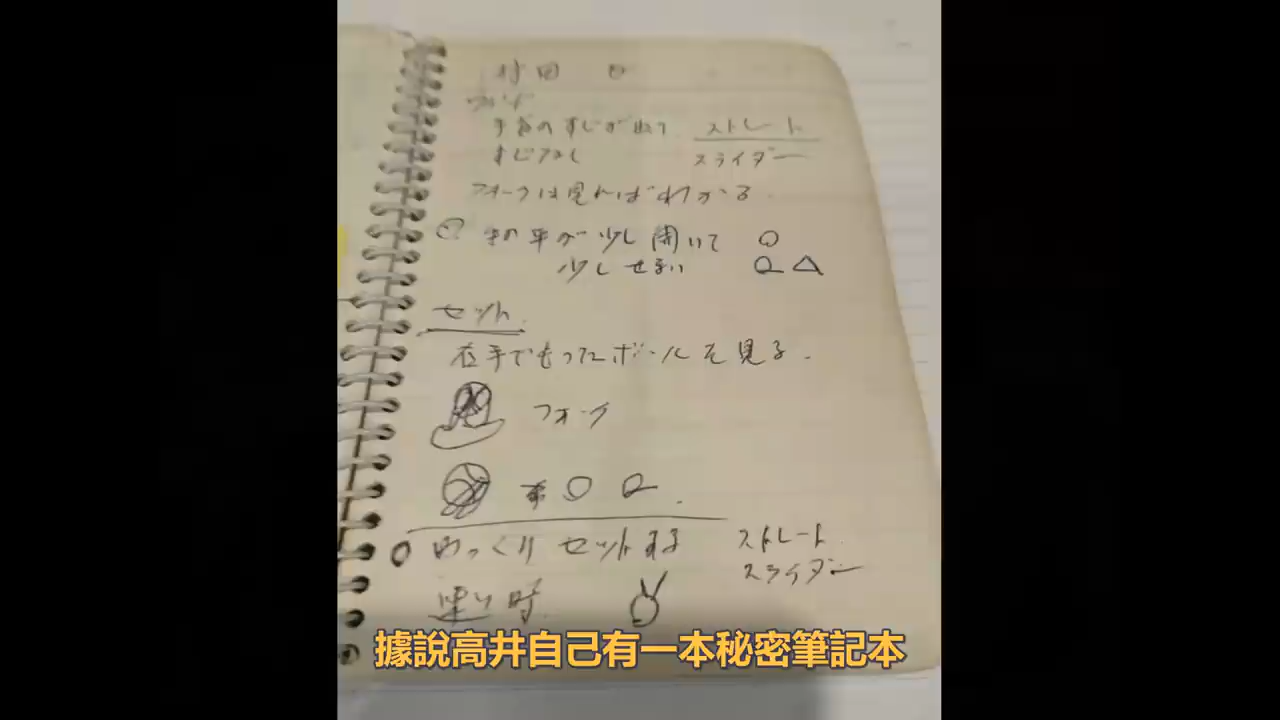 村田
ワインド
手首のすじが出て ストレート
すじなし スライダー
フォークは見ればわかる.
手の平が少し開いて ○
少しせまい △
セット.
右手でもったボールを見る.
フォーク
○
○ ゆっくりセットする ストレート
スライダー
速い時
據說高井自己有一本秘密筆記本